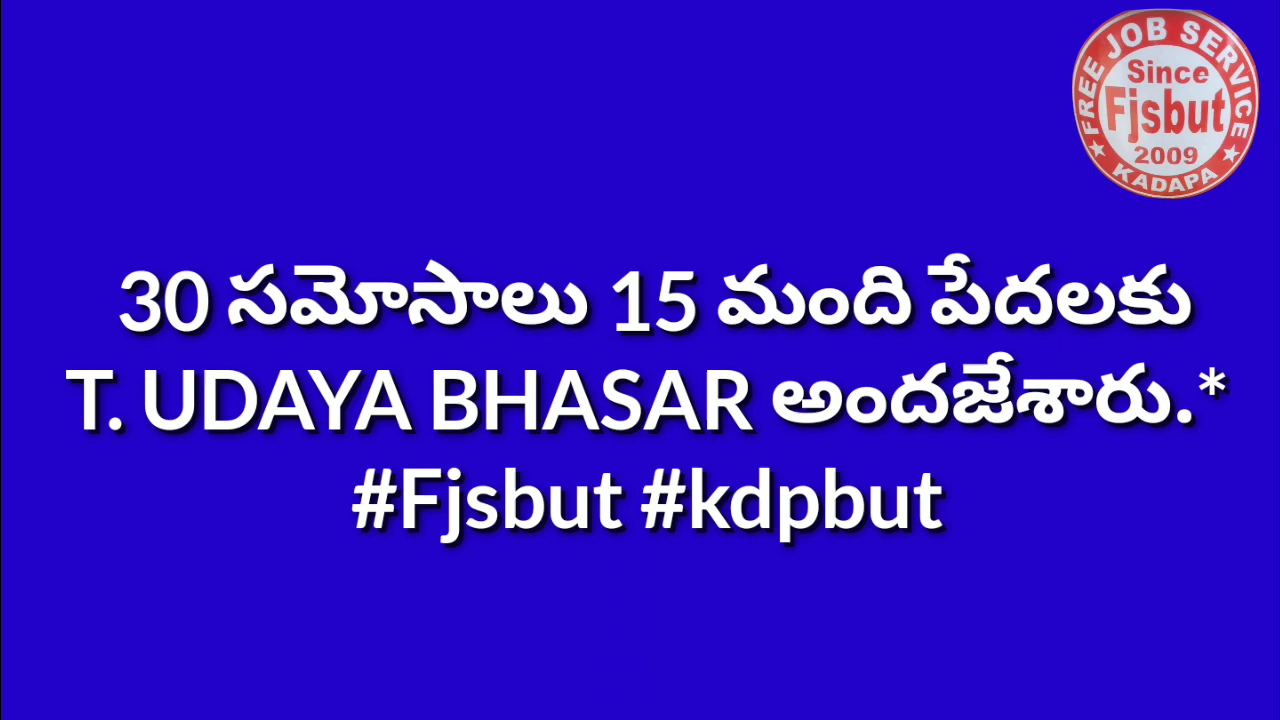 FREE JOB SERVICE
Since
Fjsbut
2009
★ KADAPA ★
30 సమోసాలు 15 మంది పేదలకు
T. UDAYA BHASAR అందజేశారు.*
#Fjsbut #kdpbut